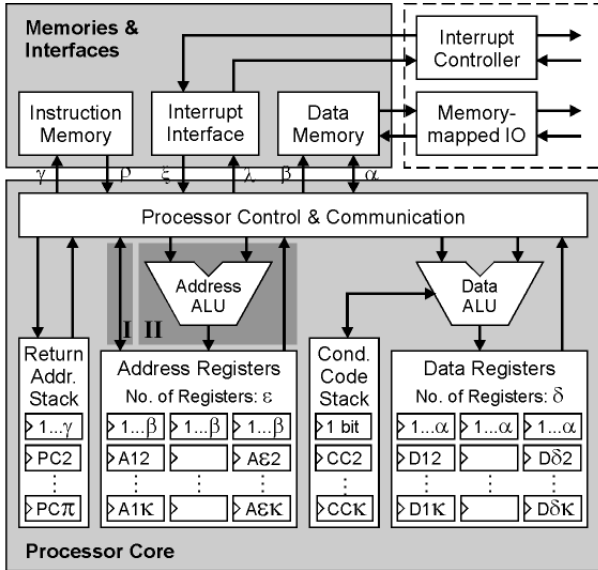 Memories &
Interfaces
Interrupt
Controller
Instruction
Memory
Interrupt
Interface
Data
Memory
Memory-
mapped IO
γ ρ ξ λ β α
Processor Control & Communication
Address
ALU
Data
ALU
I II
Return
Addr.
Stack
Address Registers
No. of Registers: ε
Cond.
Code
Stack
Data Registers
No. of Registers: δ
1...γ 1...β 1...β 1...β 1 bit 1...α 1...α 1...α
PC2 A12 Aε2 CC2 D12 Dδ2
PCπ A1κ Aεκ CCκ D1κ Dδκ
Processor Core